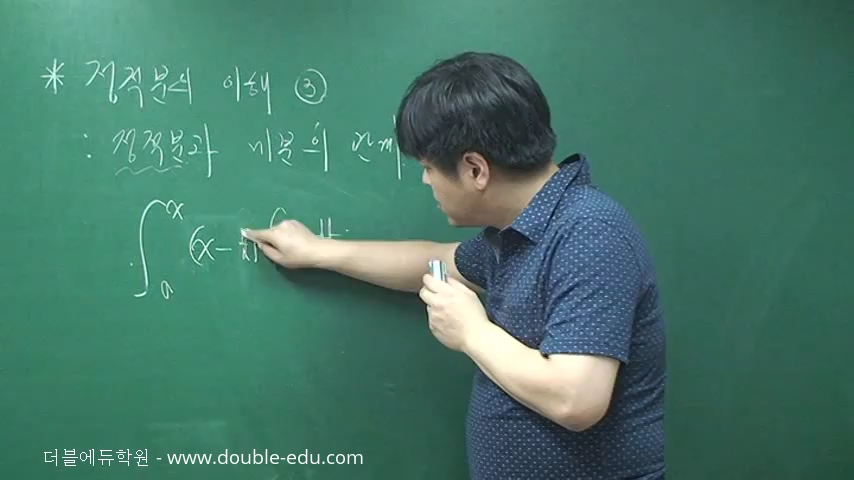 * 정적분의 이해 ③
: 정적분과 미분의 관계
∫ₐˣ (x-
더블에듀학원 - www.double-edu.com